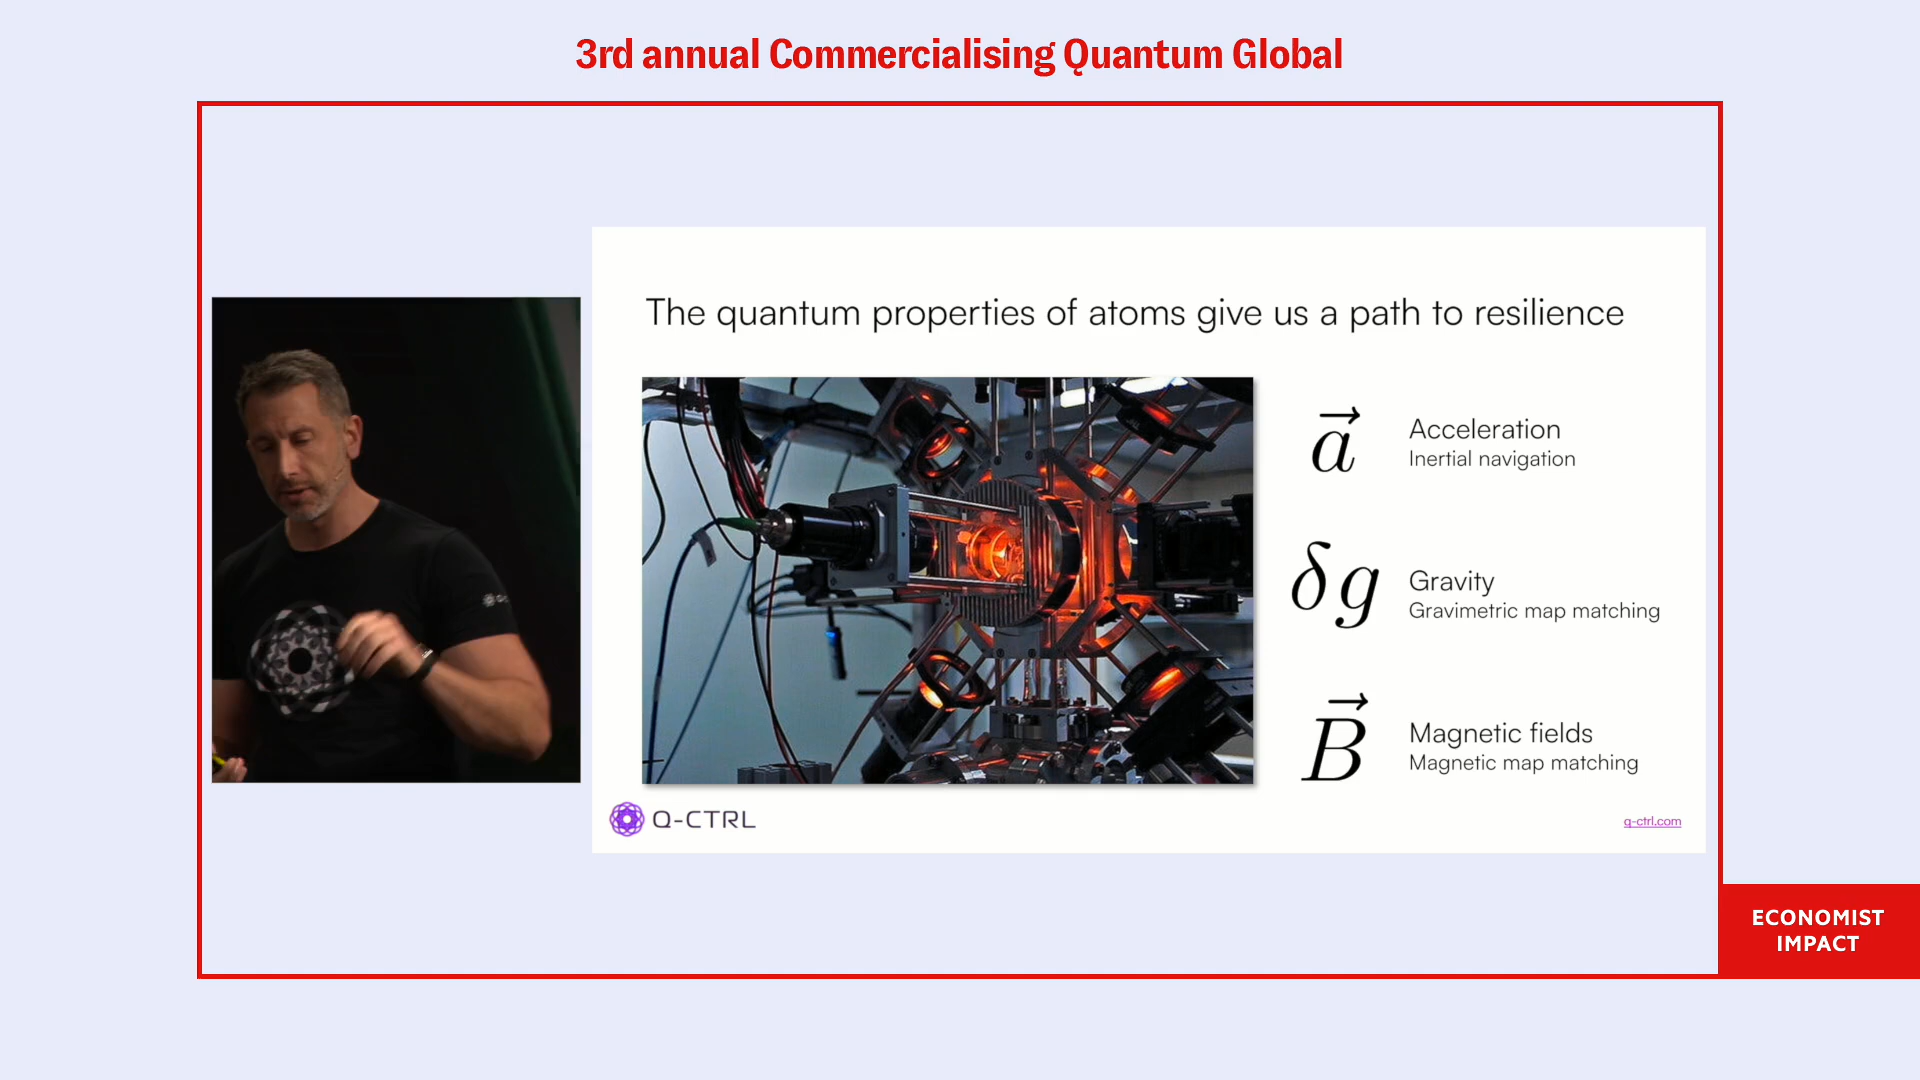 3rd annual Commercialising Quantum Global
The quantum properties of atoms give us a path to resilience
a
Acceleration
Inertial navigation
δg
Gravity
Gravimetric map matching
B
Magnetic fields
Magnetic map matching
Q-CTRL
q-ctrl.com
ECONOMIST
IMPACT